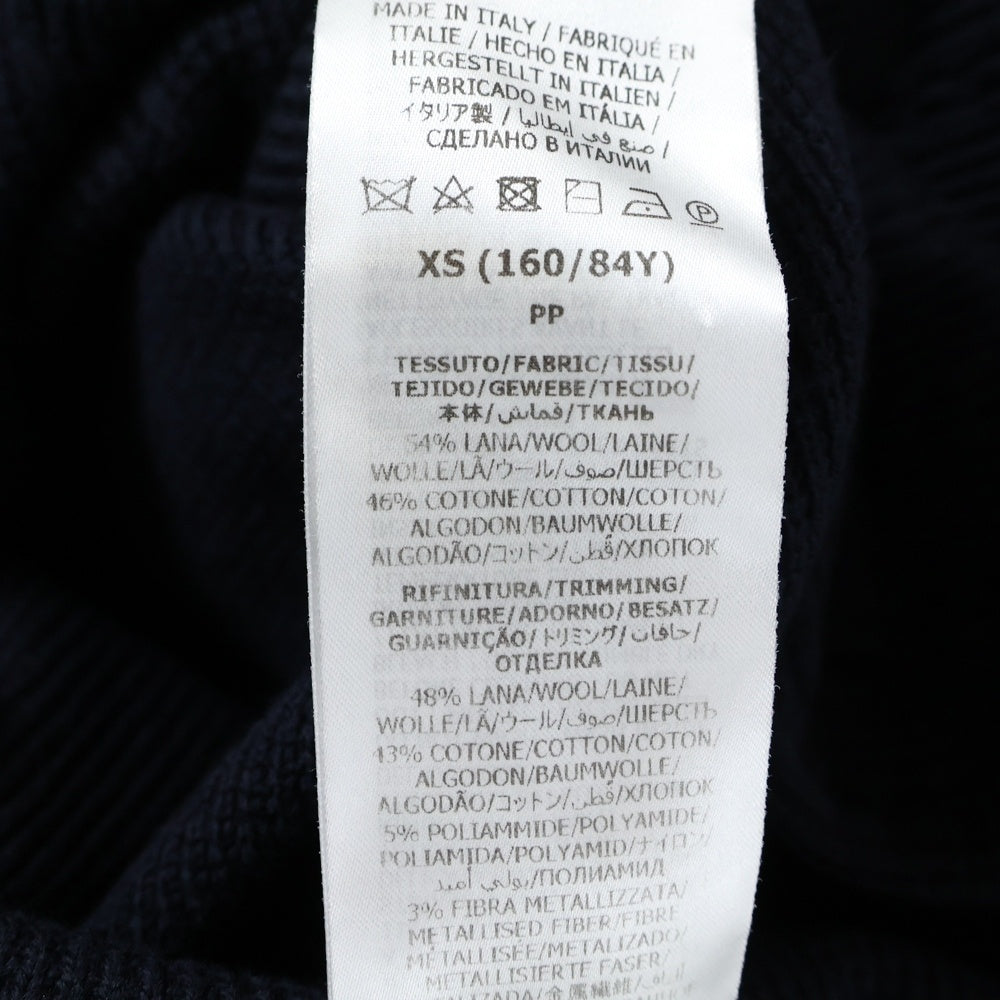 MADE IN ITALY / FABRIQUÉ EN
ITALIE / HECHO EN ITALIA /
HERGESTELLT IN ITALIEN /
FABRICADO EM ITÁLIA /
イタリア製 / صنع في إيطاليا /
СДЕЛАНО В ИТАЛИИ
P
XS (160/84Y)
PP
TESSUTO/FABRIC/TISSU/
TEJIDO/GEWEBE/TECIDO/
本体/قماش/ТКАНЬ
54% LANA/WOOL/LAINE/
WOLLE/LÃ/ウール/صوف/ШЕРСТЬ
46% COTONE/COTTON/COTON/
ALGODON/BAUMWOLLE/
ALGODÃO/コットン/قطن/ХЛОПОК
RIFINITURA/TRIMMING/
GARNITURE/ADORNO/BESATZ/
GUARNIÇÃO/トリミング/حافات/
ОТДЕЛКА
48% LANA/WOOL/LAINE/
WOLLE/LÃ/ウール/صوف/ШЕРСТЬ
43% COTONE/COTTON/COTON/
ALGODON/BAUMWOLLE/
ALGODÃO/コットン/قطن/ХЛОПОК
5% POLIAMMIDE/POLYAMIDE/
POLIAMIDA/POLYAMID/ナイロン/
بولي أميد/ПОЛИАМИД
3% FIBRA METALLIZZATA/
METALLISED FIBER/FIBRE
METALLISÉE/METALIZADO/
METALLISIERTE FASER/
金属繊維/